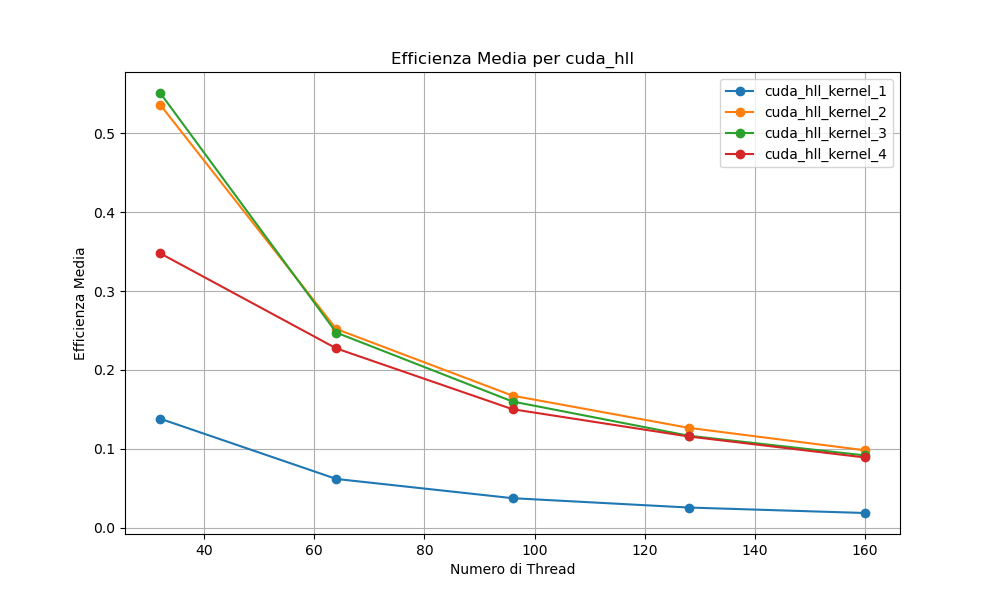 Efficienza Media per cuda_hll
cuda_hll_kernel_1
cuda_hll_kernel_2
cuda_hll_kernel_3
cuda_hll_kernel_4
Efficienza Media
0.5
0.4
0.3
0.2
0.1
0.0
40 60 80 100 120 140 160
Numero di Thread